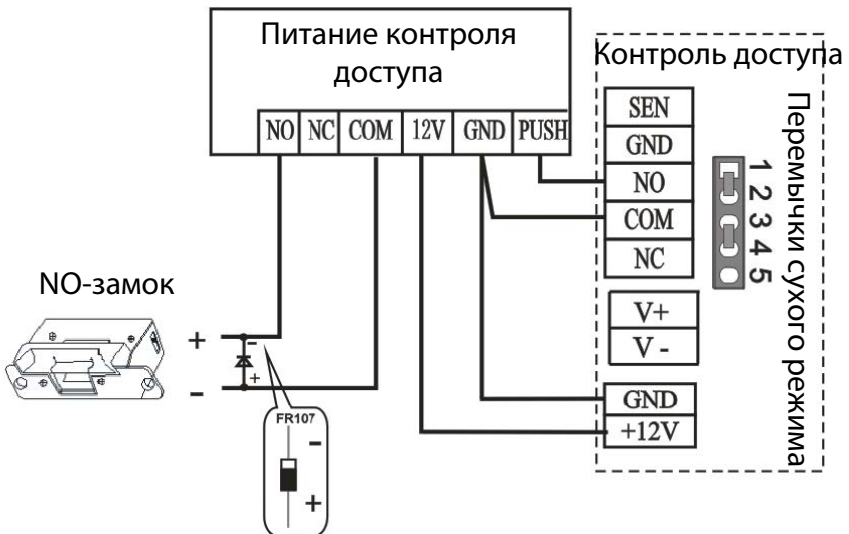 Питание контроля
доступа
NO NC COM 12V GND PUSH
Контроль доступа
SEN
GND
NO
COM
NC
V+
V -
GND
+12V
1 2 3 4 5
Перемычки сухого режима
NO-замок
+
-
-
+
FR107
-
+